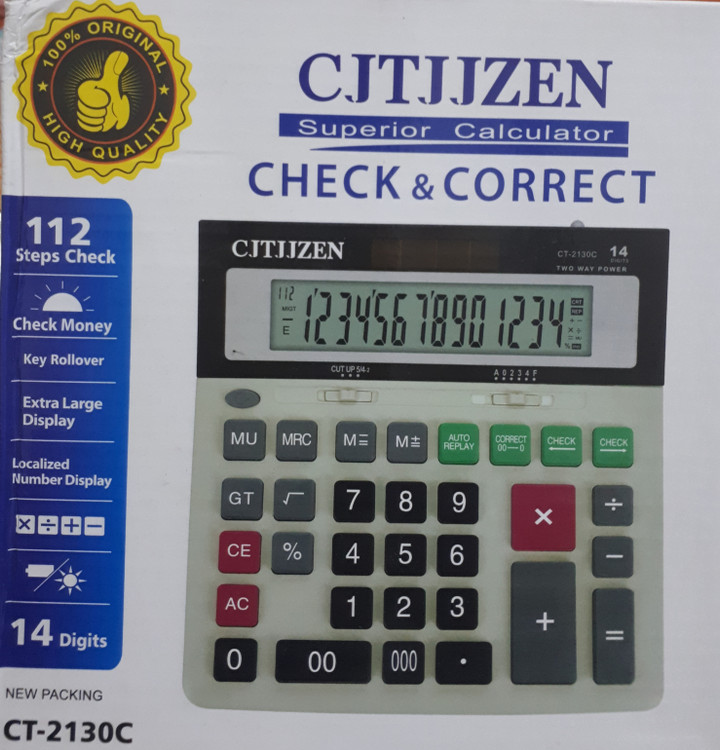 100% ORIGINAL
HIGH QUALITY
CJTJJZEN
Superior Calculator
CHECK & CORRECT
112
Steps Check
Check Money
Key Rollover
Extra Large
Display
Localized
Number Display
× ÷ + −
14 Digits
NEW PACKING
CT-2130C
CJTJJZEN
CT-2130C 14
DIGITS
TWO WAY POWER
112
E
12345678901234
CUT UP 5/4
A 0 2 3 4 F
MU MRC M= M± AUTO REPLAY CORRECT 00—0 CHECK CHECK
GT √ 7 8 9 × ÷
CE % 4 5 6 −
AC 1 2 3 + =
0 00 000 .